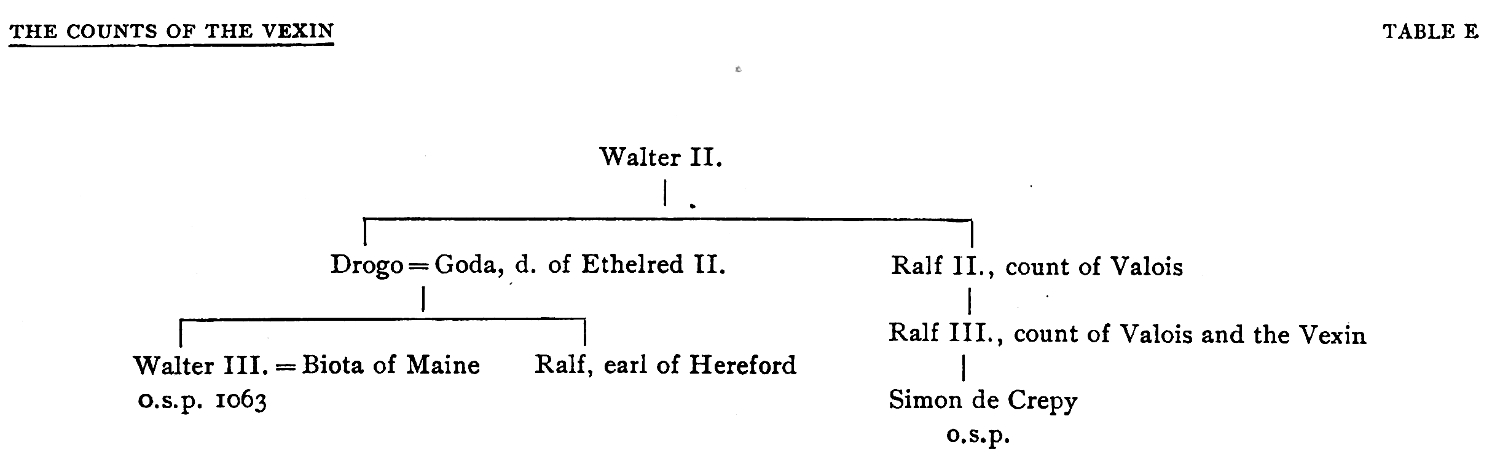 THE COUNTS OF THE VEXIN
TABLE E
Walter II.
Drogo = Goda, d. of Ethelred II.
Ralf II., count of Valois
Ralf III., count of Valois and the Vexin
Walter III. = Biota of Maine
Ralf, earl of Hereford
o.s.p. 1063
Simon de Crepy
o.s.p.